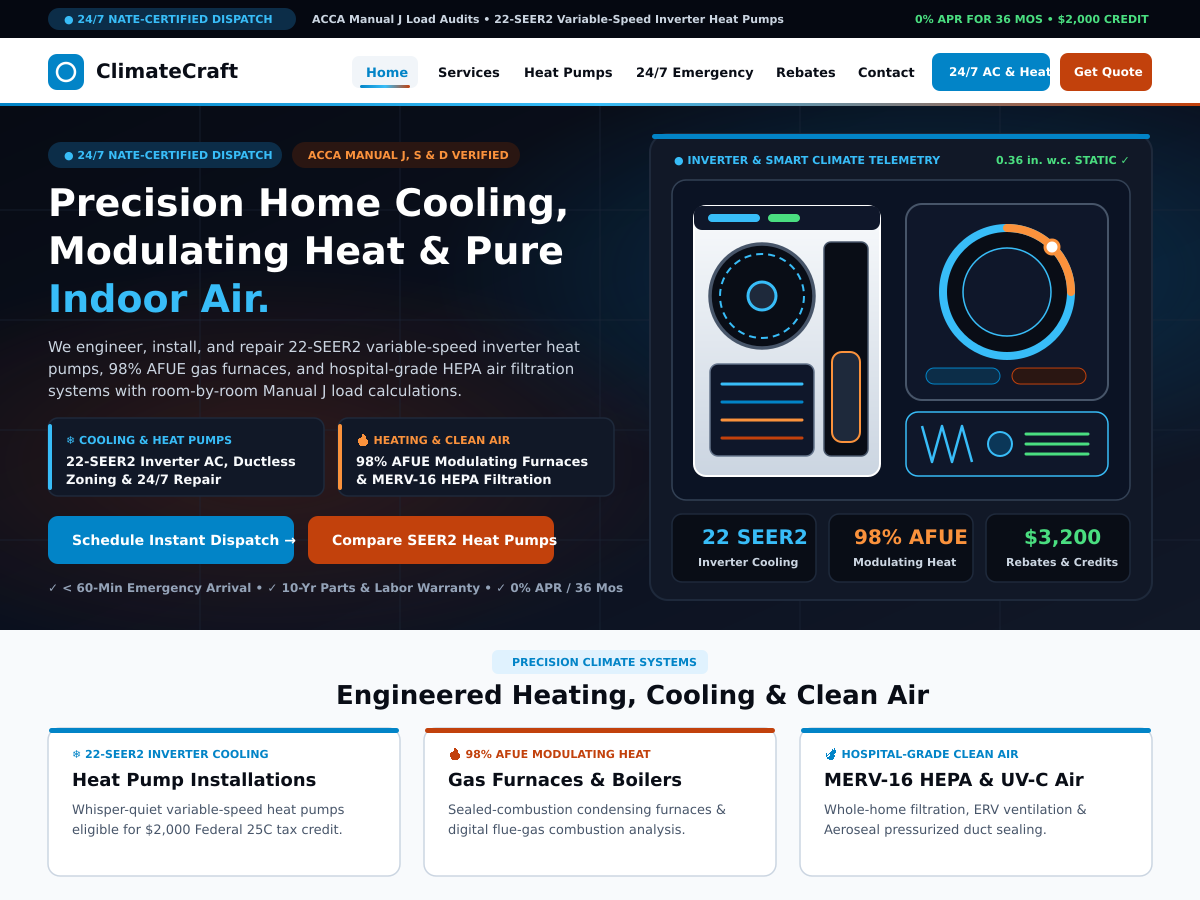 ● 24/7 NATE-CERTIFIED DISPATCH
ACCA Manual J Load Audits • 22-SEER2 Variable-Speed Inverter Heat Pumps
0% APR FOR 36 MOS • $2,000 CREDIT
ClimateCraft
Home
Services
Heat Pumps
24/7 Emergency
Rebates
Contact
24/7 AC & Heat
Get Quote
● 24/7 NATE-CERTIFIED DISPATCH
ACCA MANUAL J, S & D VERIFIED
Precision Home Cooling,
Modulating Heat & Pure
Indoor Air.
We engineer, install, and repair 22-SEER2 variable-speed inverter heat
pumps, 98% AFUE gas furnaces, and hospital-grade HEPA air filtration
systems with room-by-room Manual J load calculations.
❄ COOLING & HEAT PUMPS
22-SEER2 Inverter AC, Ductless
Zoning & 24/7 Repair
🔥 HEATING & CLEAN AIR
98% AFUE Modulating Furnaces
& MERV-16 HEPA Filtration
Schedule Instant Dispatch →
Compare SEER2 Heat Pumps
✓ < 60-Min Emergency Arrival • ✓ 10-Yr Parts & Labor Warranty • ✓ 0% APR / 36 Mos
● INVERTER & SMART CLIMATE TELEMETRY
0.36 in. w.c. STATIC ✓
22 SEER2
Inverter Cooling
98% AFUE
Modulating Heat
$3,200
Rebates & Credits
PRECISION CLIMATE SYSTEMS
Engineered Heating, Cooling & Clean Air
❄ 22-SEER2 INVERTER COOLING
Heat Pump Installations
Whisper-quiet variable-speed heat pumps
eligible for $2,000 Federal 25C tax credit.
🔥 98% AFUE MODULATING HEAT
Gas Furnaces & Boilers
Sealed-combustion condensing furnaces &
digital flue-gas combustion analysis.
🌿 HOSPITAL-GRADE CLEAN AIR
MERV-16 HEPA & UV-C Air
Whole-home filtration, ERV ventilation &
Aeroseal pressurized duct sealing.